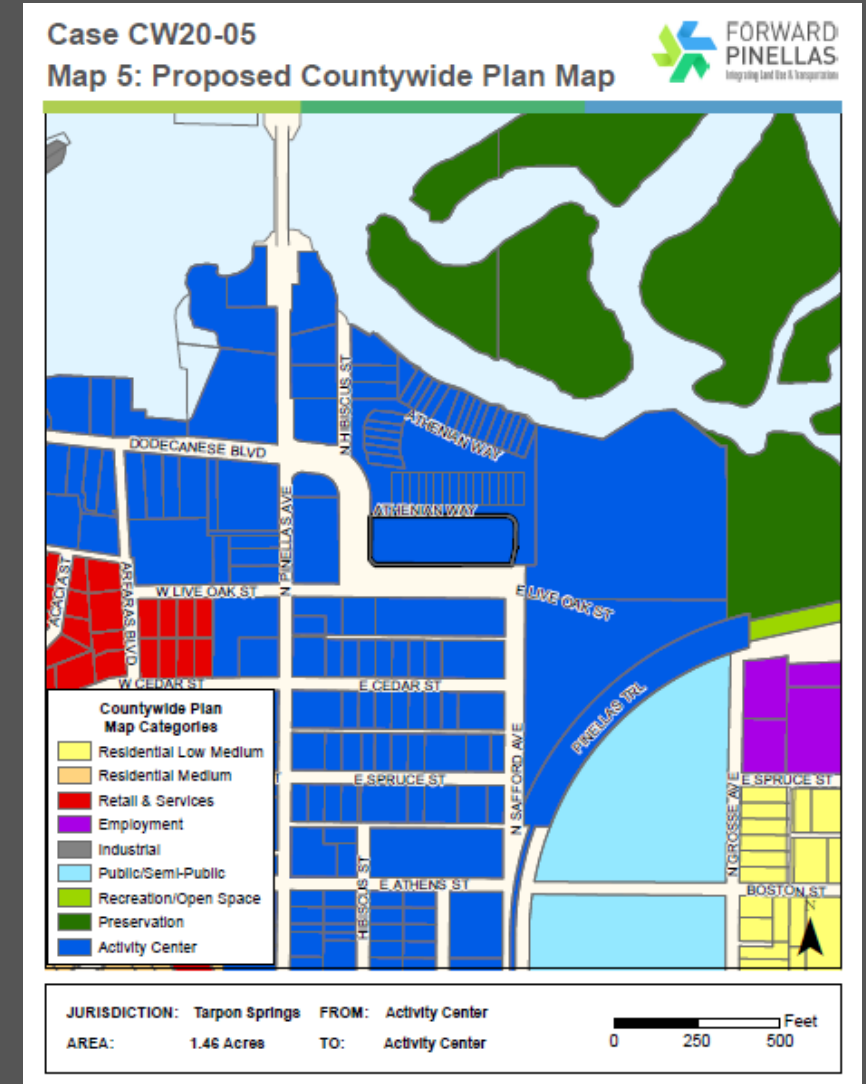 Case CW20-05
Map 5: Proposed Countywide Plan Map
FORWARD
PINELLAS
Integrating Land Use & Transportation
N HIBISCUS ST
ATHENIAN WAY
DODECANESE BLVD
N PINELLAS AVE
ATHENIAN WAY
ACACIA ST
ARFARAS BLVD
W LIVE OAK ST
E LIVE OAK ST
W CEDAR ST
E CEDAR ST
PINELLAS TRL
N SAFFORD AVE
E SPRUCE ST
N GROSSE AVE
E SPRUCE ST
HIBISCUS ST
E ATHENS ST
BOSTON ST
N
Countywide Plan
Map Categories
Residential Low Medium
Residential Medium
Retail & Services
Employment
Industrial
Public/Semi-Public
Recreation/Open Space
Preservation
Activity Center
JURISDICTION: Tarpon Springs FROM: Activity Center
AREA: 1.46 Acres TO: Activity Center
Feet
0 250 500